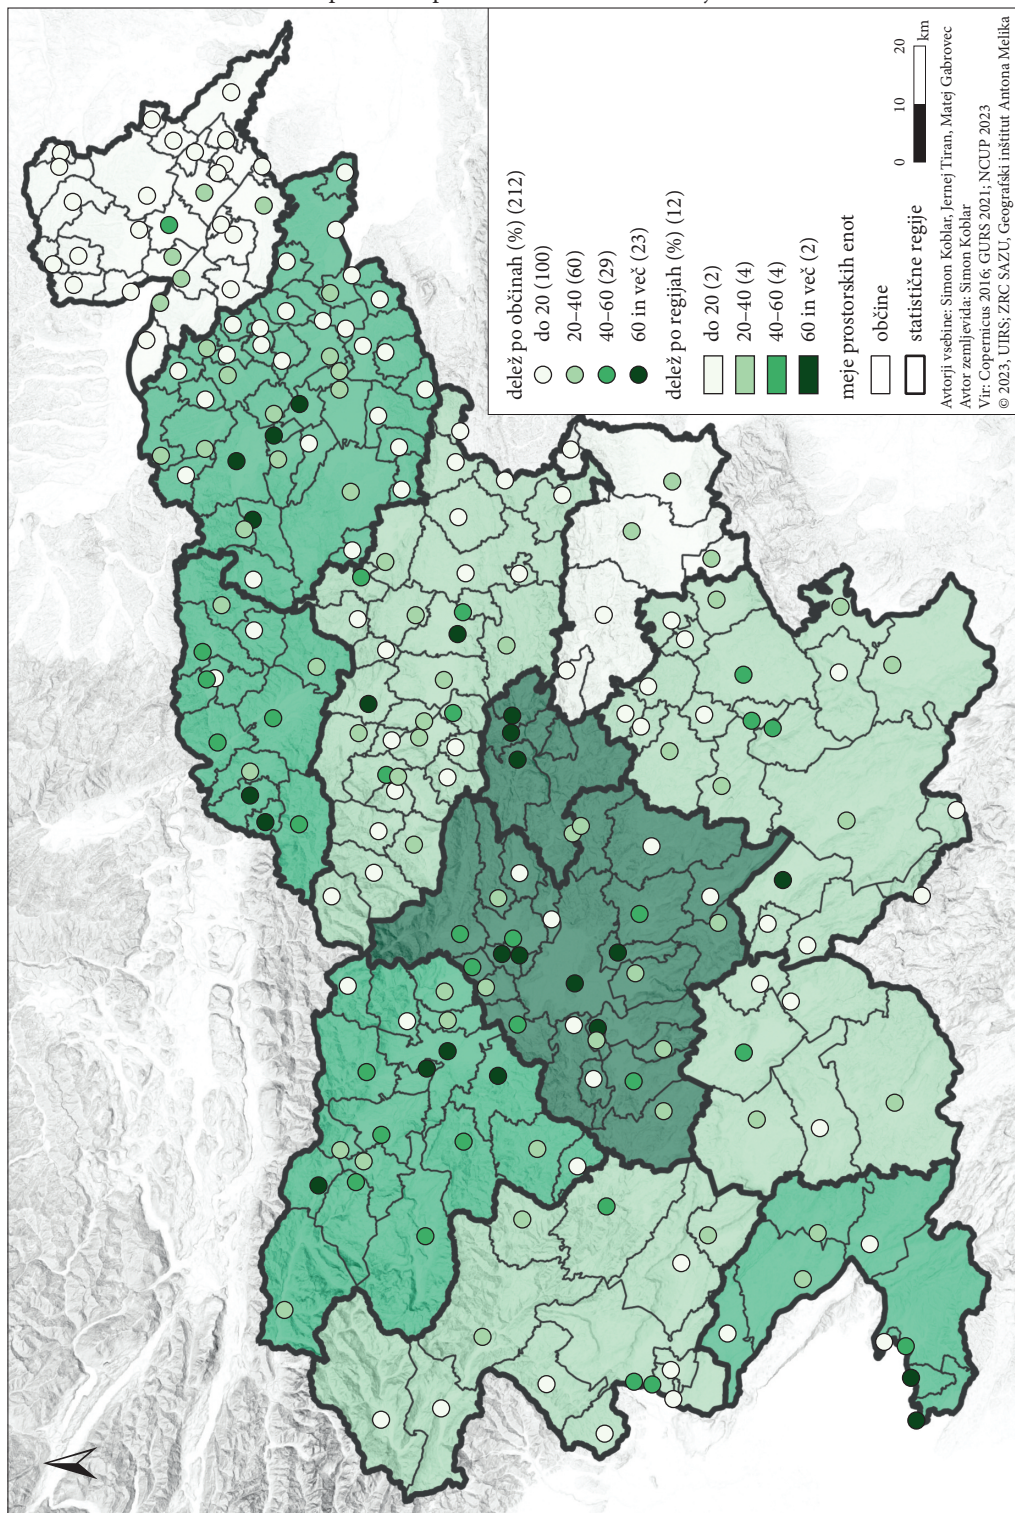 delež po občinah (%) (212)
do 20 (100)
20–40 (60)
40–60 (29)
60 in več (23)
delež po regijah (%) (12)
do 20 (2)
20–40 (4)
40–60 (4)
60 in več (2)
meje prostorskih enot
občine
statistične regije
0 10 20
km
Avtorji vsebine: Simon Koblar, Jernej Tiran, Matej Gabrovec
Avtor zemljevida: Simon Koblar
Vir: Copernicus 2016; GURS 2021; NCUP 2023
© 2023, UIRS; ZRC SAZU, Geografski inštitut Antona Melika